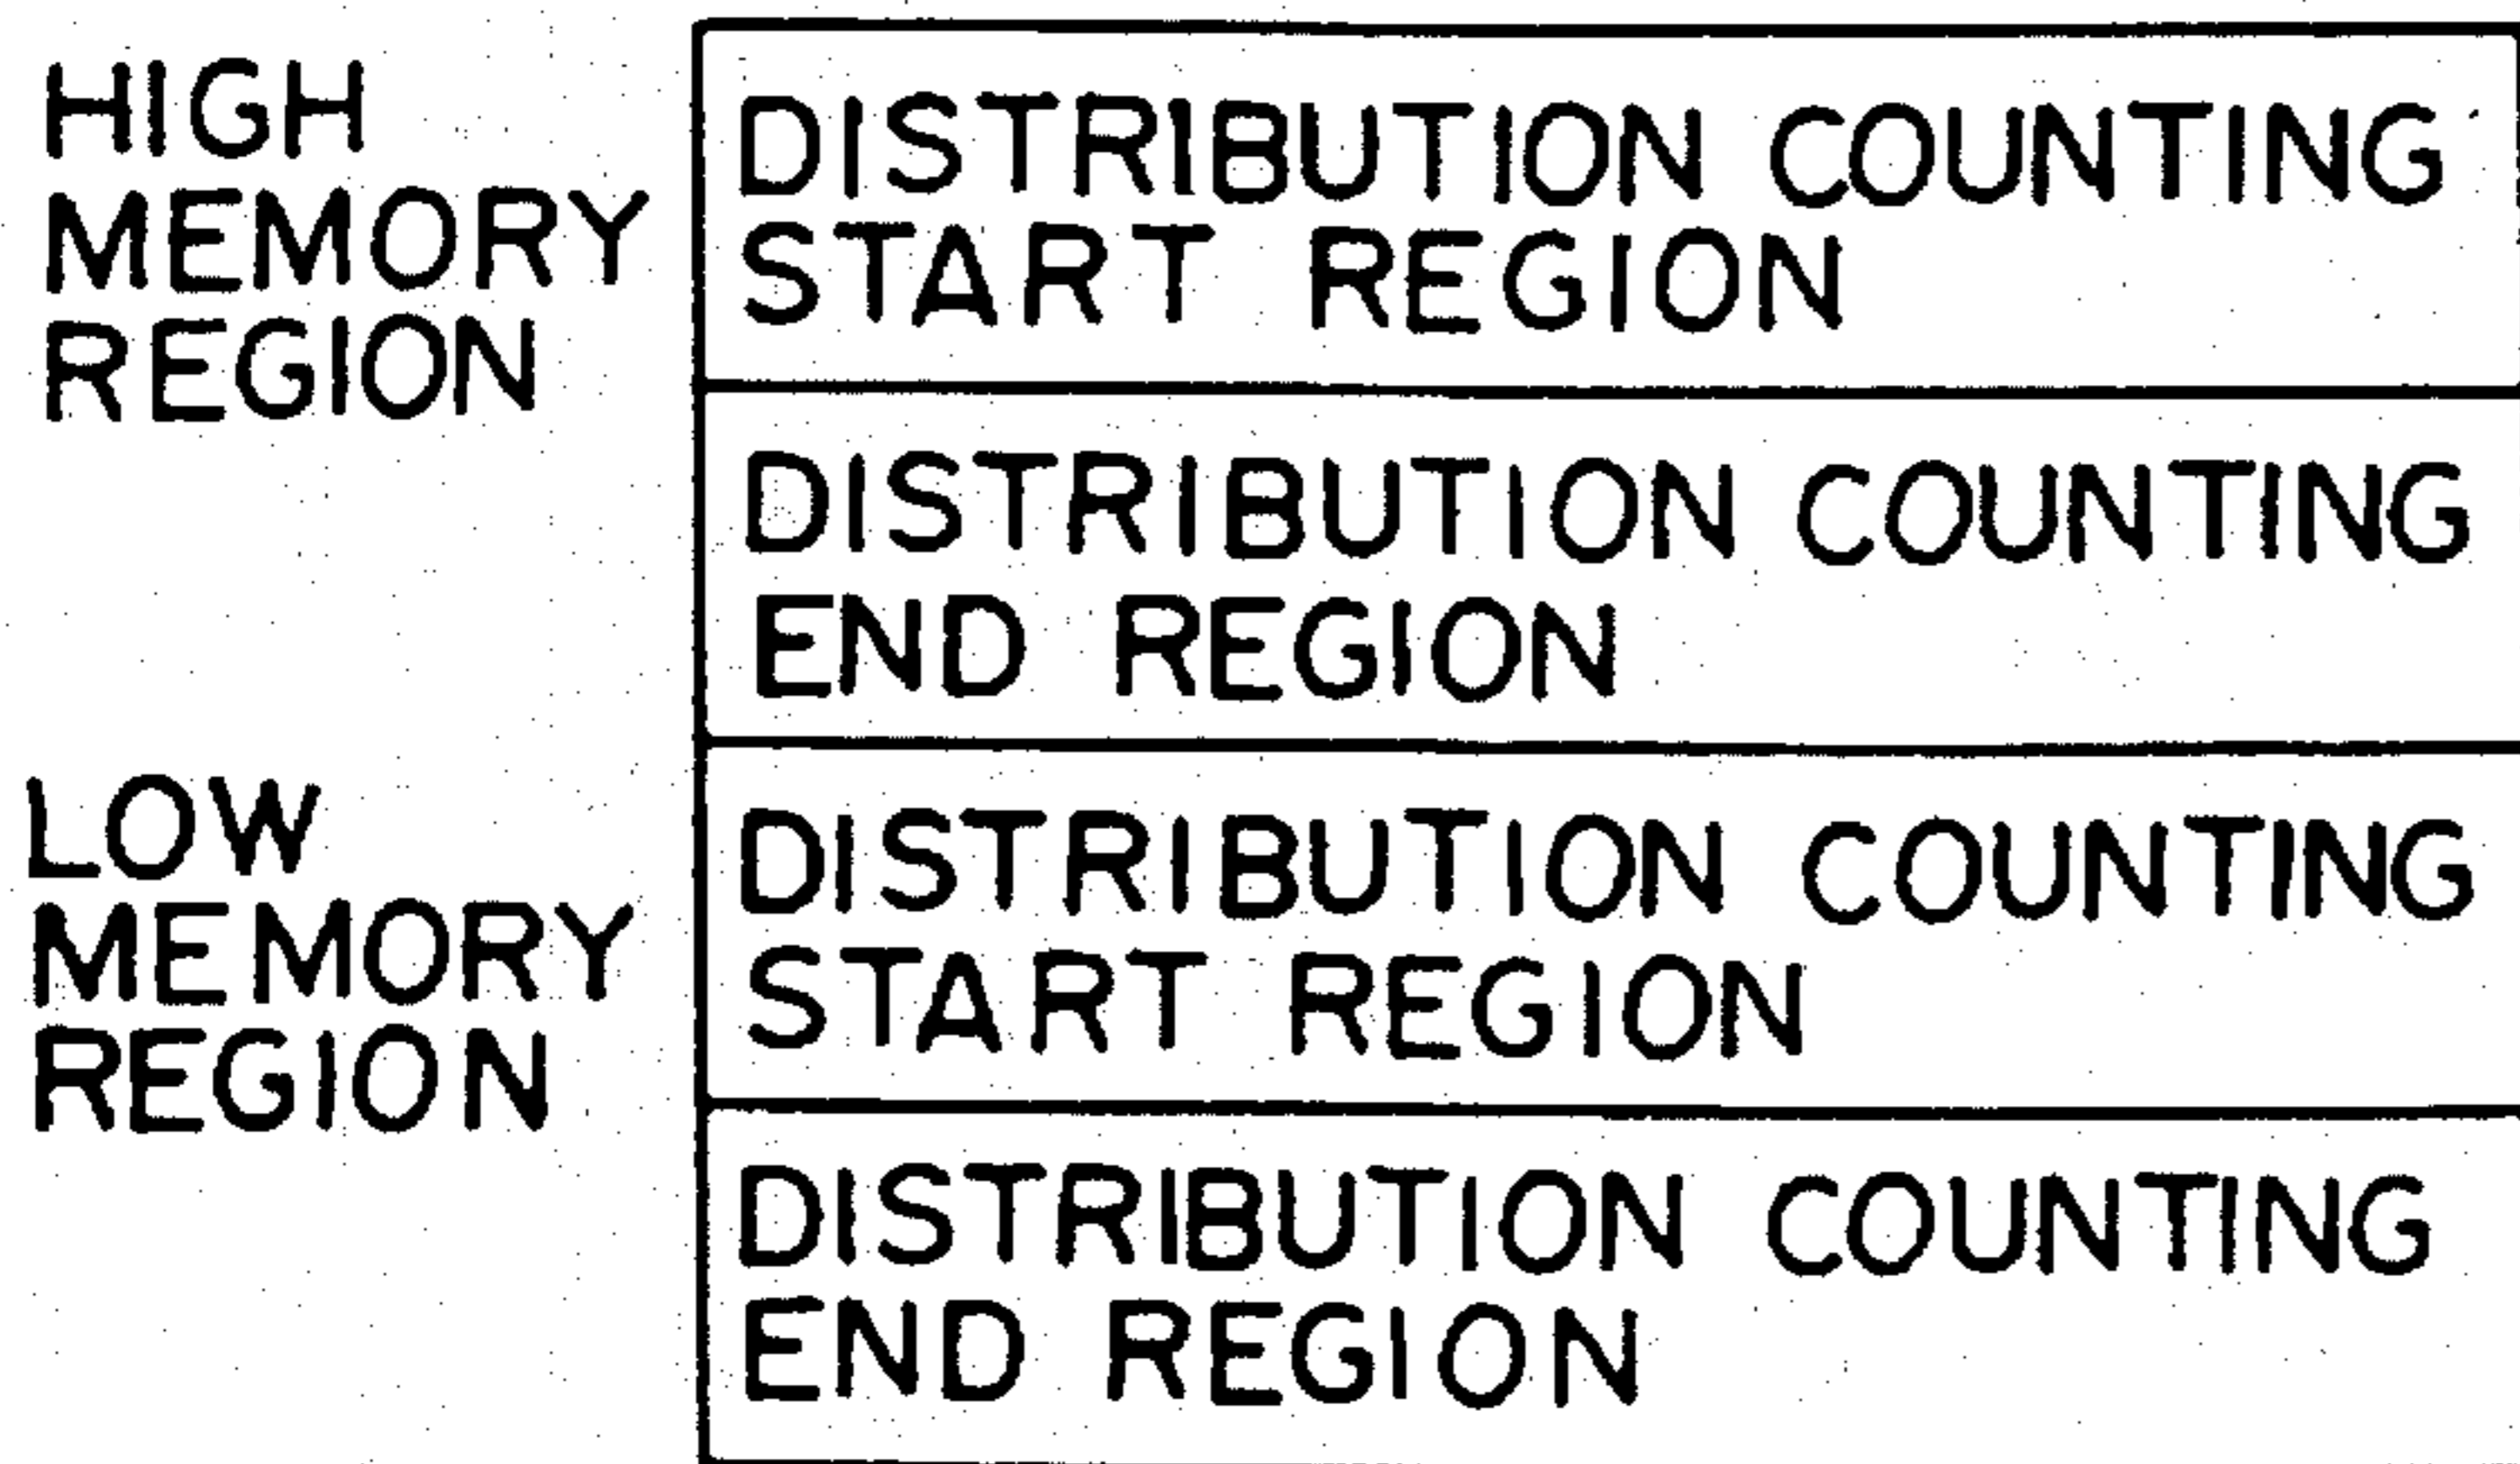 HIGH
MEMORY
REGION
DISTRIBUTION COUNTING
START REGION
DISTRIBUTION COUNTING
END REGION
LOW
MEMORY
REGION
DISTRIBUTION COUNTING
START REGION
DISTRIBUTION COUNTING
END REGION